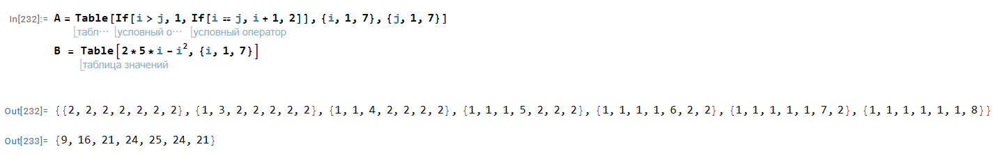 In[232]:= A = Table[If[i > j, 1, If[i == j, i + 1, 2]], {i, 1, 7}, {j, 1, 7}]
табл⋯ условный о⋯ условный оператор
B = Table[2 * 5 * i - i², {i, 1, 7}]
таблица значений
Out[232]= {{2, 2, 2, 2, 2, 2, 2}, {1, 3, 2, 2, 2, 2, 2}, {1, 1, 4, 2, 2, 2, 2}, {1, 1, 1, 5, 2, 2, 2}, {1, 1, 1, 1, 6, 2, 2}, {1, 1, 1, 1, 1, 7, 2}, {1, 1, 1, 1, 1, 1, 8}}
Out[233]= {9, 16, 21, 24, 25, 24, 21}